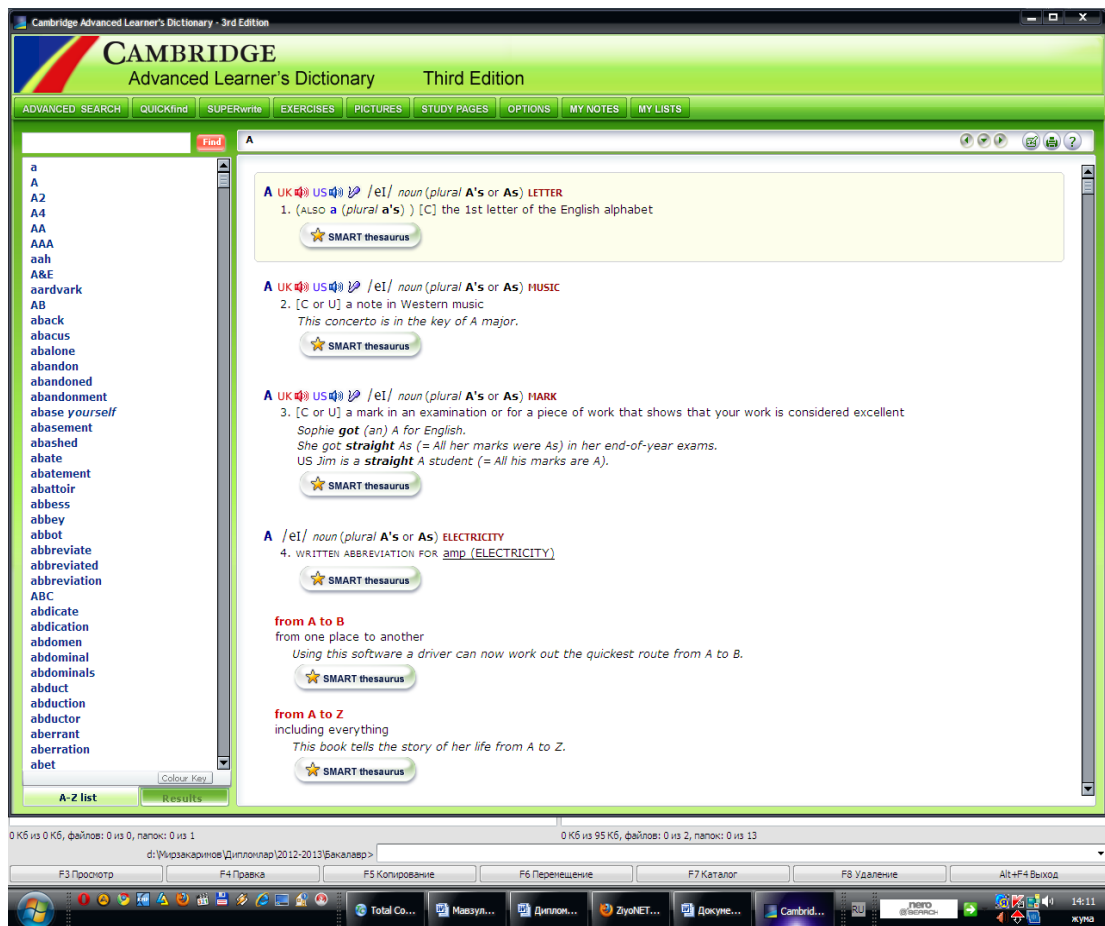 Cambridge Advanced Learner's Dictionary - 3rd Edition
CAMBRIDGE
Advanced Learner's Dictionary Third Edition
ADVANCED SEARCH QUICKfind SUPERwrite EXERCISES PICTURES STUDY PAGES OPTIONS MY NOTES MY LISTS
Find
A
a
A
A2
A4
AA
AAA
aah
A&E
aardvark
AB
aback
abacus
abalone
abandon
abandoned
abandonment
abase yourself
abasement
abashed
abate
abatement
abattoir
abbess
abbey
abbot
abbreviate
abbreviated
abbreviation
ABC
abdicate
abdication
abdomen
abdominal
abdominals
abduct
abduction
abductor
aberrant
aberration
abet
Colour Key
A-Z list Results
A UK US /eɪ/ noun (plural A's or As) LETTER
1. (ALSO a (plural a's) ) [C] the 1st letter of the English alphabet
SMART thesaurus
A UK US /eɪ/ noun (plural A's or As) MUSIC
2. [C or U] a note in Western music
This concerto is in the key of A major.
SMART thesaurus
A UK US /eɪ/ noun (plural A's or As) MARK
3. [C or U] a mark in an examination or for a piece of work that shows that your work is considered excellent
Sophie got (an) A for English.
She got straight As (= All her marks were As) in her end-of-year exams.
US Jim is a straight A student (= All his marks are A).
SMART thesaurus
A /eɪ/ noun (plural A's or As) ELECTRICITY
4. WRITTEN ABBREVIATION FOR amp (ELECTRICITY)
SMART thesaurus
from A to B
from one place to another
Using this software a driver can now work out the quickest route from A to B.
SMART thesaurus
from A to Z
including everything
This book tells the story of her life from A to Z.
SMART thesaurus
0 Кб из 0 Кб, файлов: 0 из 0, папок: 0 из 1 0 Кб из 95 Кб, файлов: 0 из 2, папок: 0 из 13
d:\Мирзакаринов\Дипломлар\2012-2013\Бакалавр>
F3 Просмотр F4 Правка F5 Копирование F6 Перемещение F7 Каталог F8 Удаление Alt+F4 Выход
Total Co... Мавзул... Диплом... ZiyoNET... Докуме... Cambrid... RU nero SEARCH 14:11
жума